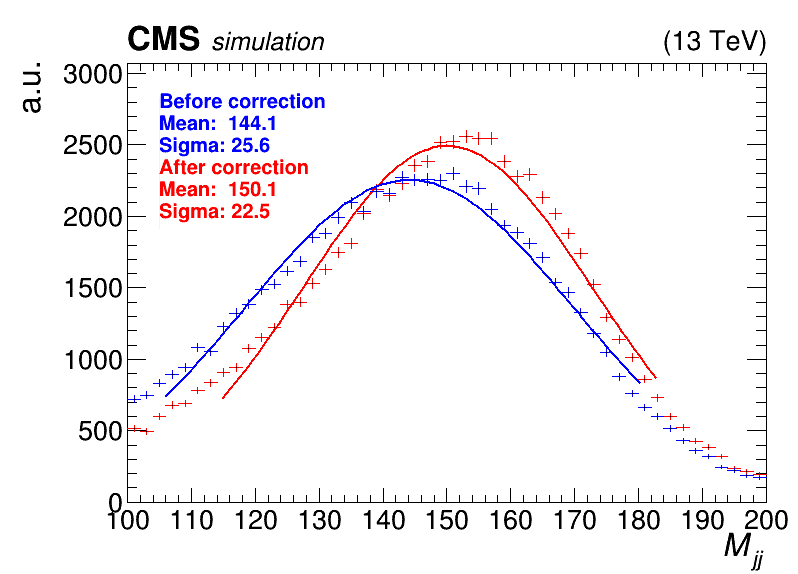 CMS simulation (13 TeV)
a.u.
3000
Before correction
Mean: 144.1
Sigma: 25.6
After correction
Mean: 150.1
Sigma: 22.5
2500
2000
1500
1000
500
0
100 110 120 130 140 150 160 170 180 190 200
M_jj